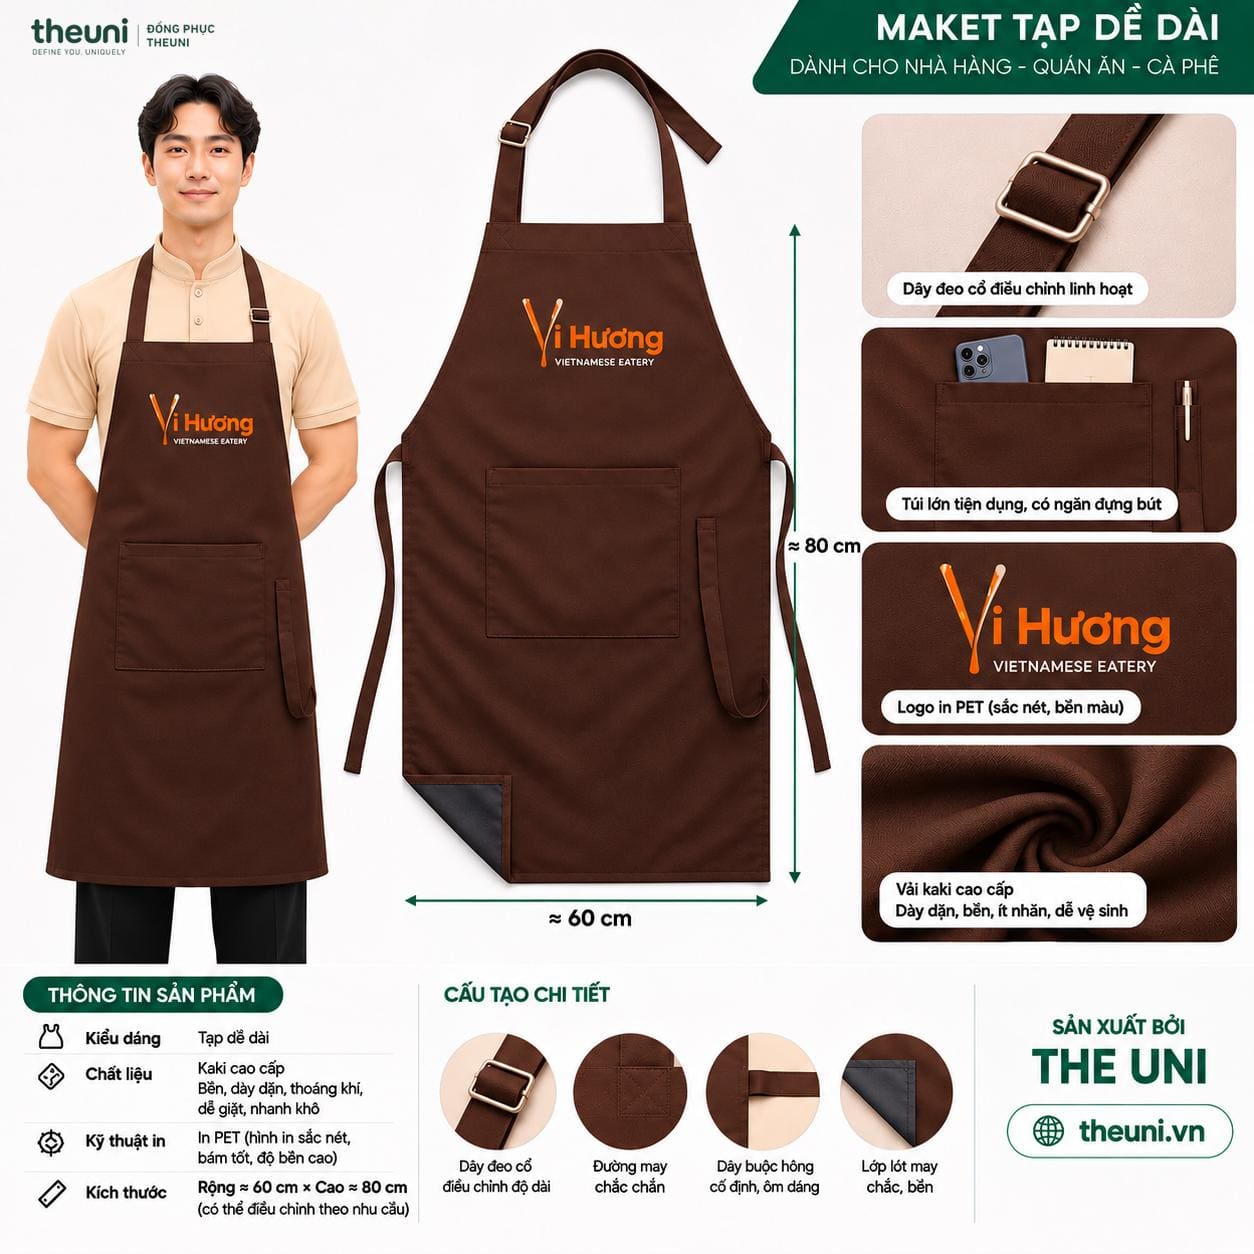 theuni
DEFINE YOU, UNIQUELY
ĐỒNG PHỤC
THEUNI
MAKET TẠP DỀ DÀI
DÀNH CHO NHÀ HÀNG - QUÁN ĂN - CÀ PHÊ
Vi Hương
VIETNAMESE EATERY
Vi Hương
VIETNAMESE EATERY
≈ 80 cm
≈ 60 cm
Dây đeo cổ điều chỉnh linh hoạt
Túi lớn tiện dụng, có ngăn đựng bút
Vi Hương
VIETNAMESE EATERY
Logo in PET (sắc nét, bền màu)
Vải kaki cao cấp
Dày dặn, bền, ít nhăn, dễ vệ sinh
THÔNG TIN SẢN PHẨM
Kiểu dáng Tạp dề dài
Chất liệu Kaki cao cấp
Bền, dày dặn, thoáng khí,
dễ giặt, nhanh khô
Kỹ thuật in In PET (hình in sắc nét,
bám tốt, độ bền cao)
Kích thước Rộng ≈ 60 cm × Cao ≈ 80 cm
(có thể điều chỉnh theo nhu cầu)
CẤU TẠO CHI TIẾT
Dây đeo cổ
điều chỉnh độ dài
Đường may
chắc chắn
Dây buộc hông
cố định, ôm dáng
Lớp lót may
chắc, bền
SẢN XUẤT BỞI
THE UNI
theuni.vn